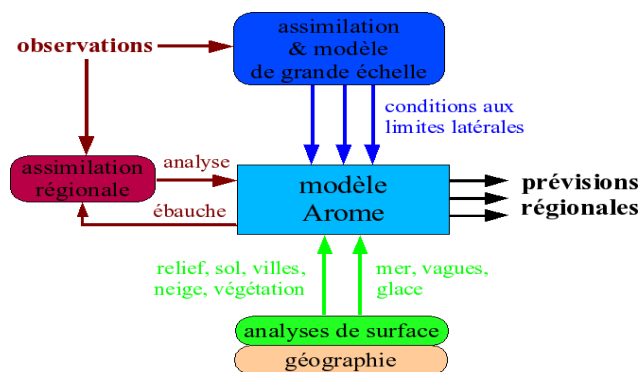 observations
assimilation
& modèle
de grande échelle
conditions aux
limites latérales
assimilation
régionale
analyse
ébauche
modèle
Arome
prévisions
régionales
relief, sol, villes,
neige, végétation
mer, vagues,
glace
analyses de surface
géographie